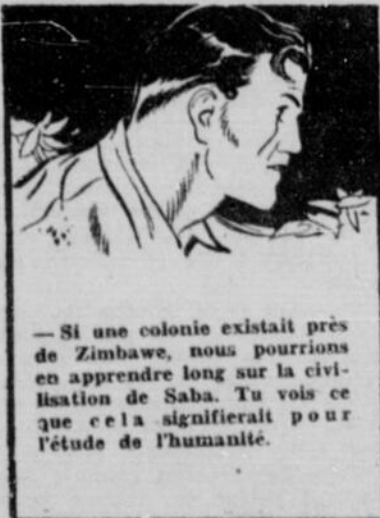 — Si une colonie existait près
de Zimbawe, nous pourrions
en apprendre long sur la civi-
lisation de Saba. Tu vois ce
que cela signifierait pour
l'étude de l'humanité.